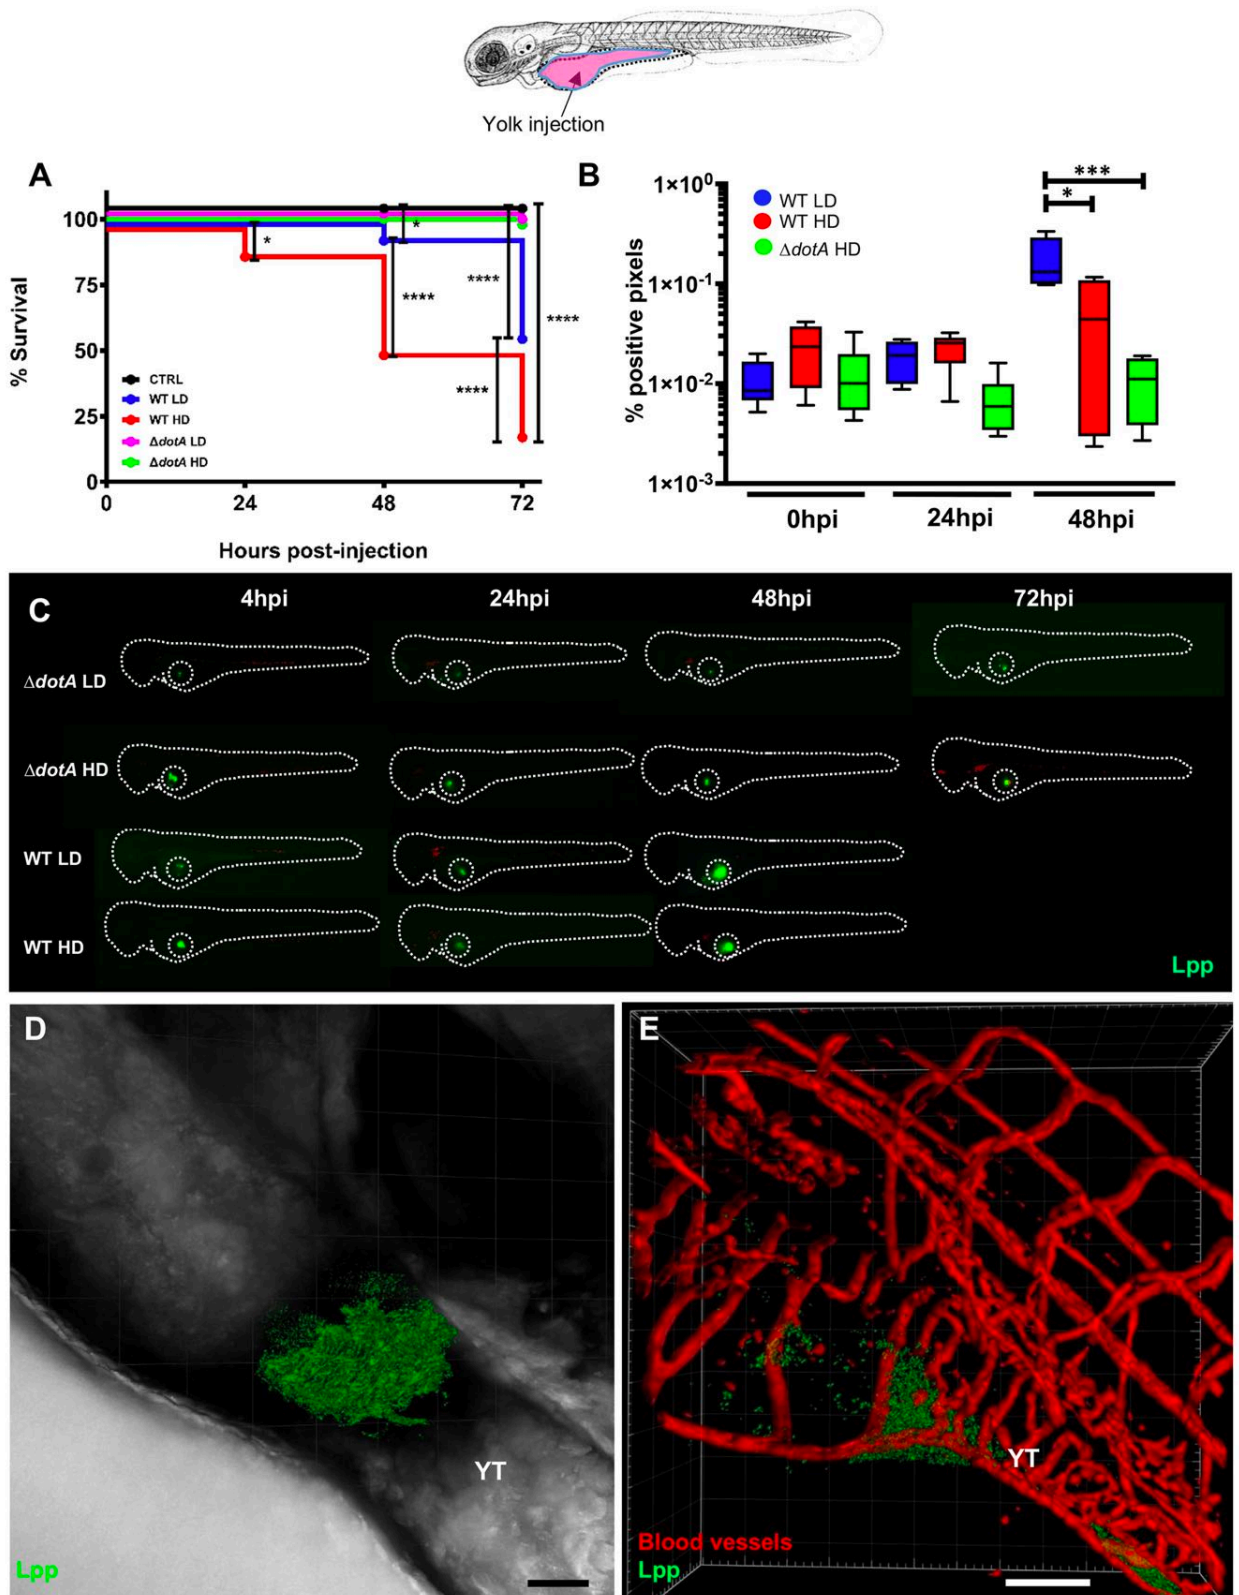 Yolk injection
A
% Survival
100
75
50
25
0
0 24 48 72
Hours post-injection
CTRL
WT LD
WT HD
ΔdotA LD
ΔdotA HD
*
*
****
****
****
****
B
% positive pixels
1×10⁰
1×10⁻¹
1×10⁻²
1×10⁻³
WT LD
WT HD
ΔdotA HD
***
*
0hpi 24hpi 48hpi
C
4hpi 24hpi 48hpi 72hpi
ΔdotA LD
ΔdotA HD
WT LD
WT HD
Lpp
D
YT
Lpp
E
YT
Blood vessels
Lpp